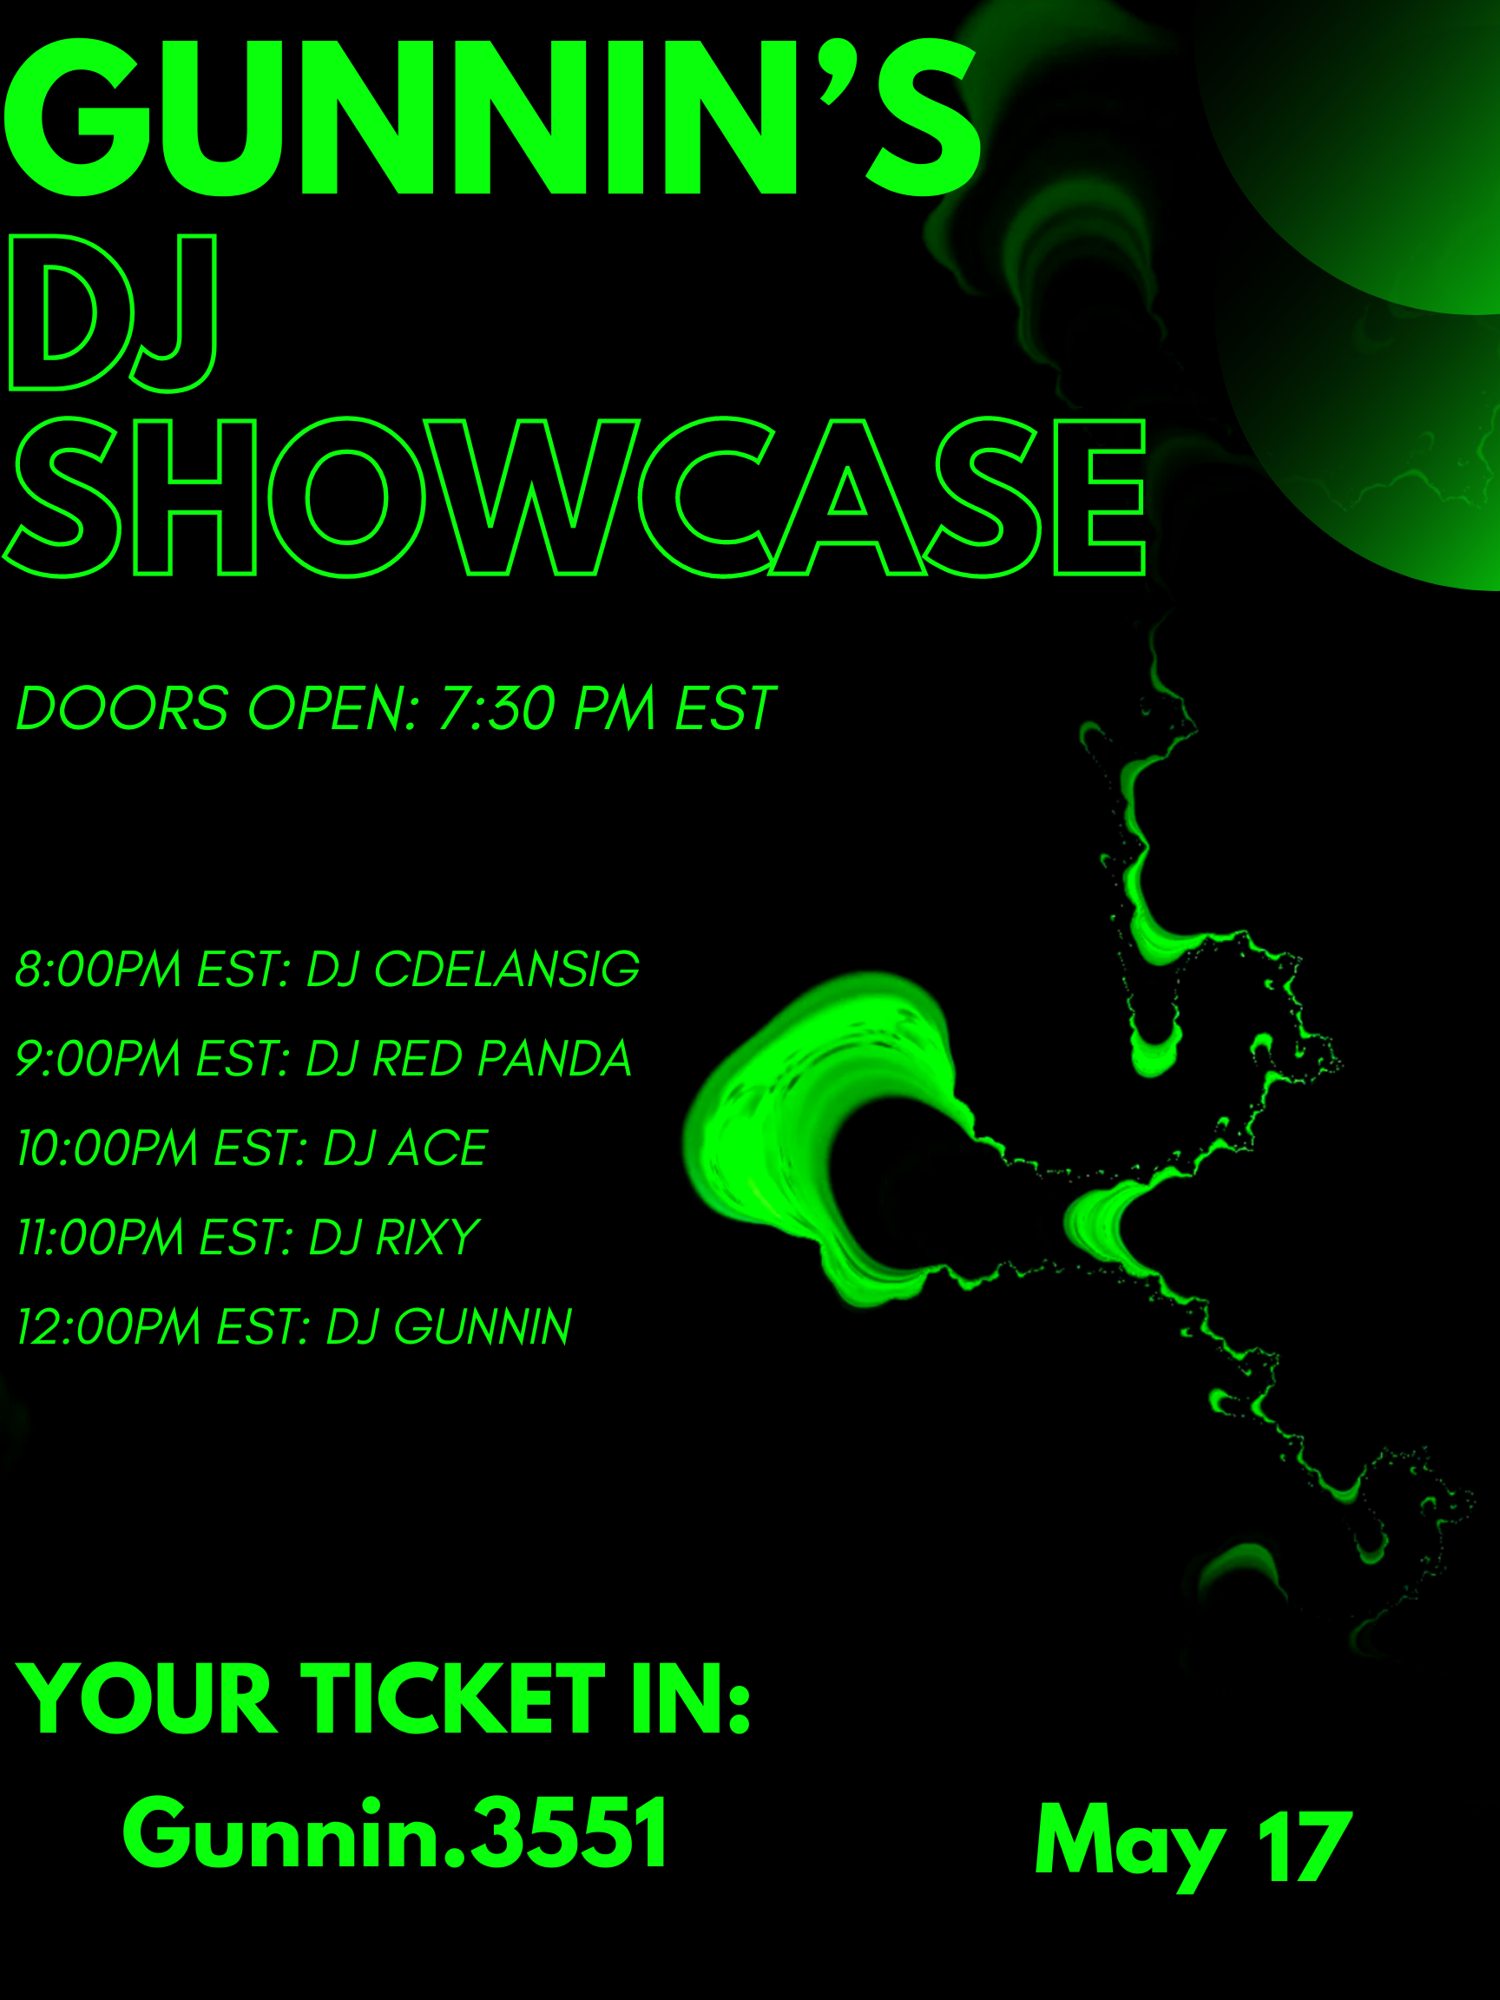 GUNNIN’S
DJ
SHOWCASE
DOORS OPEN: 7:30 PM EST
8:00PM EST: DJ CDELANSIG
9:00PM EST: DJ RED PANDA
10:00PM EST: DJ ACE
11:00PM EST: DJ RIXY
12:00PM EST: DJ GUNNIN
YOUR TICKET IN:
Gunnin.3551
May 17